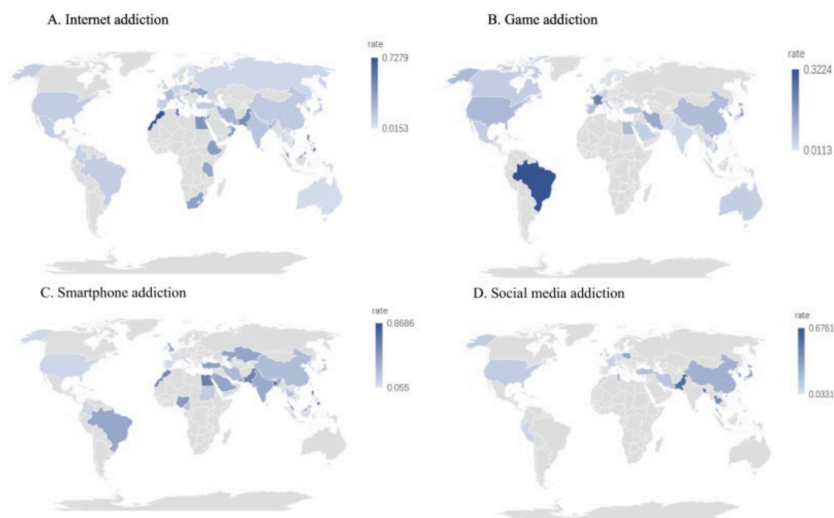 A. Internet addiction
rate
0.7279
0.0153
B. Game addiction
rate
0.3224
0.0113
C. Smartphone addiction
rate
0.8686
0.055
D. Social media addiction
rate
0.6761
0.0331